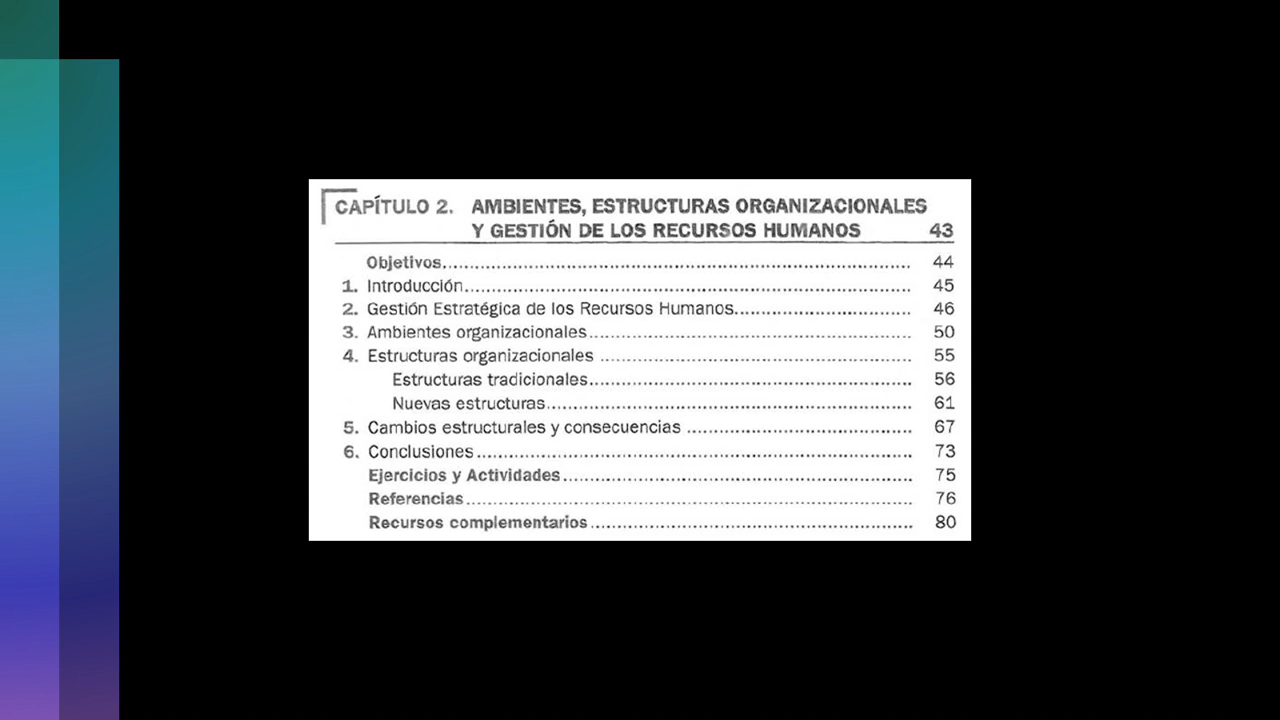 CAPÍTULO 2. AMBIENTES, ESTRUCTURAS ORGANIZACIONALES
Y GESTIÓN DE LOS RECURSOS HUMANOS 43
Objetivos 44
1. Introducción 45
2. Gestión Estratégica de los Recursos Humanos 46
3. Ambientes organizacionales 50
4. Estructuras organizacionales 55
Estructuras tradicionales 56
Nuevas estructuras 61
5. Cambios estructurales y consecuencias 67
6. Conclusiones 73
Ejercicios y Actividades 75
Referencias 76
Recursos complementarios 80